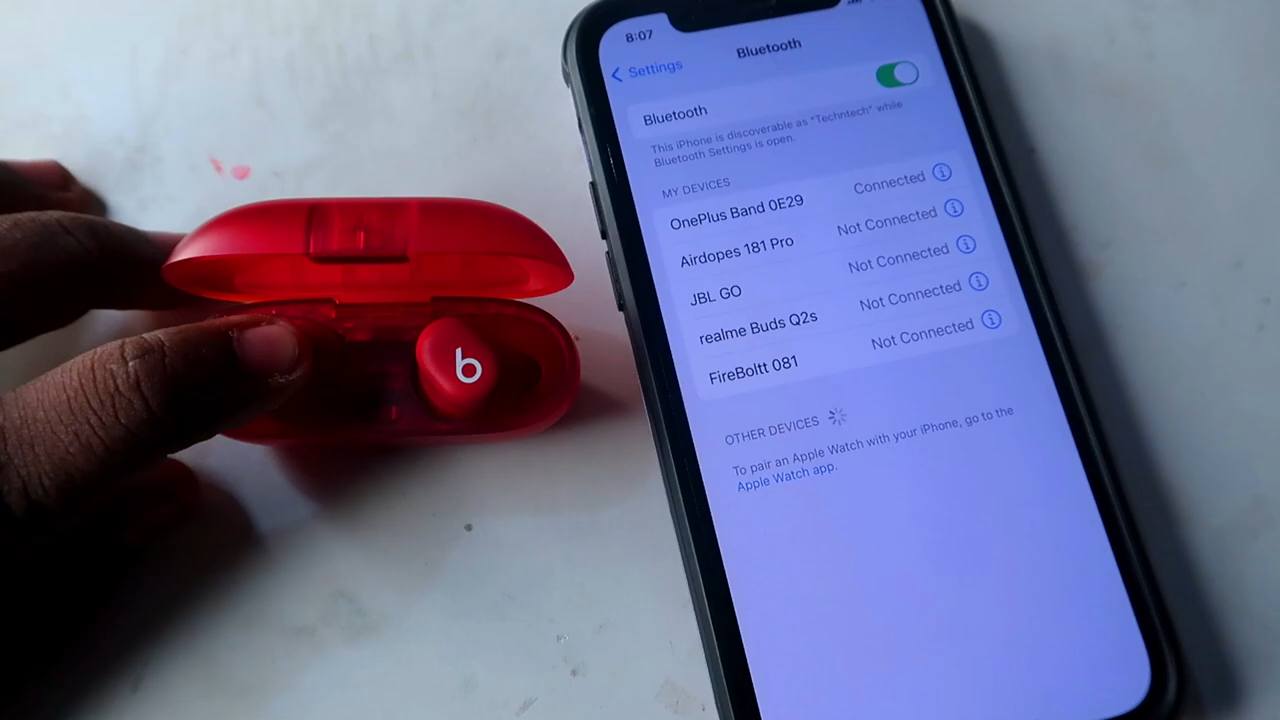 8:07
Settings
Bluetooth
Bluetooth
This iPhone is discoverable as "Techntech" while
Bluetooth Settings is open.
MY DEVICES
OnePlus Band 0E29 Connected
Airdopes 181 Pro Not Connected
JBL GO Not Connected
realme Buds Q2s Not Connected
FireBoltt 081 Not Connected
OTHER DEVICES
To pair an Apple Watch with your iPhone, go to the
Apple Watch app.
b